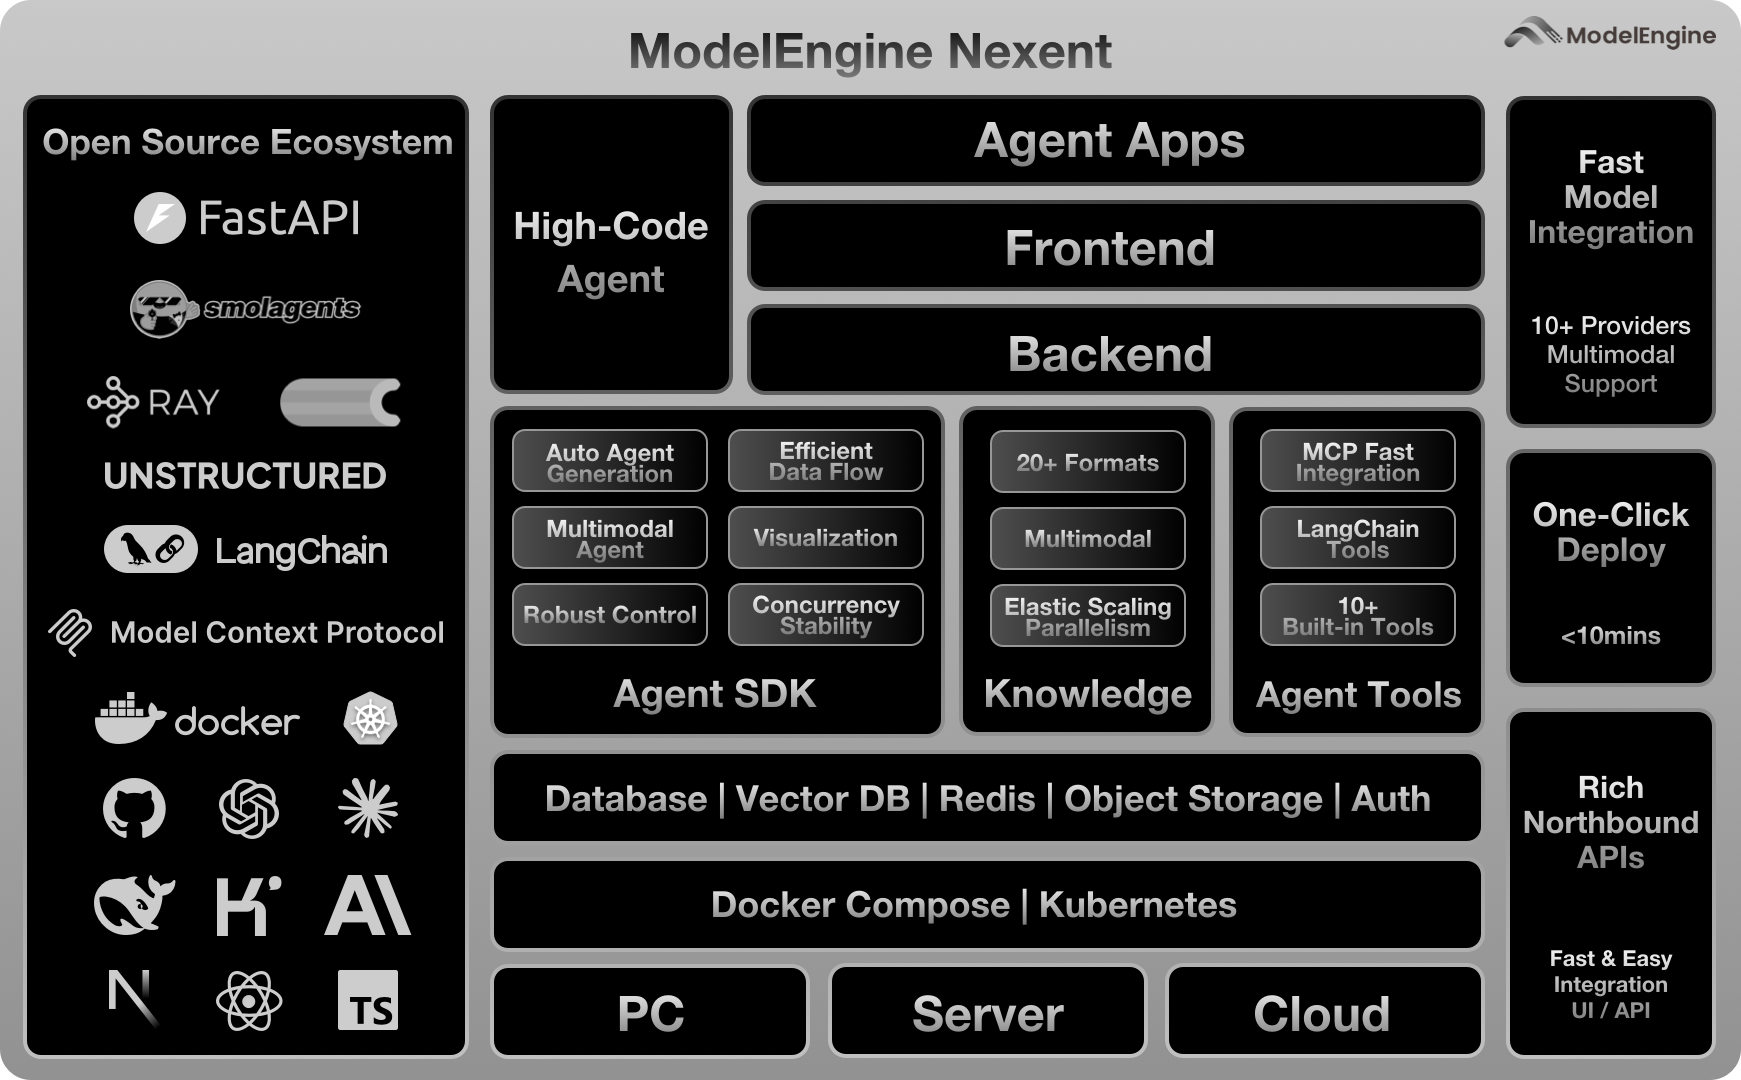 ModelEngine Nexent
ModelEngine
Open Source Ecosystem
FastAPI
smolagents
RAY
UNSTRUCTURED
LangChain
Model Context Protocol
docker
K
AI
N
TS
High-Code
Agent
Agent Apps
Frontend
Backend
Auto Agent
Generation
Efficient
Data Flow
Multimodal
Agent
Visualization
Robust Control
Concurrency
Stability
Agent SDK
20+ Formats
Multimodal
Elastic Scaling
Parallelism
Knowledge
MCP Fast
Integration
LangChain
Tools
10+
Built-in Tools
Agent Tools
Database | Vector DB | Redis | Object Storage | Auth
Docker Compose | Kubernetes
PC
Server
Cloud
Fast
Model
Integration
10+ Providers
Multimodal
Support
One-Click
Deploy
<10mins
Rich
Northbound
APIs
Fast & Easy
Integration
UI / API